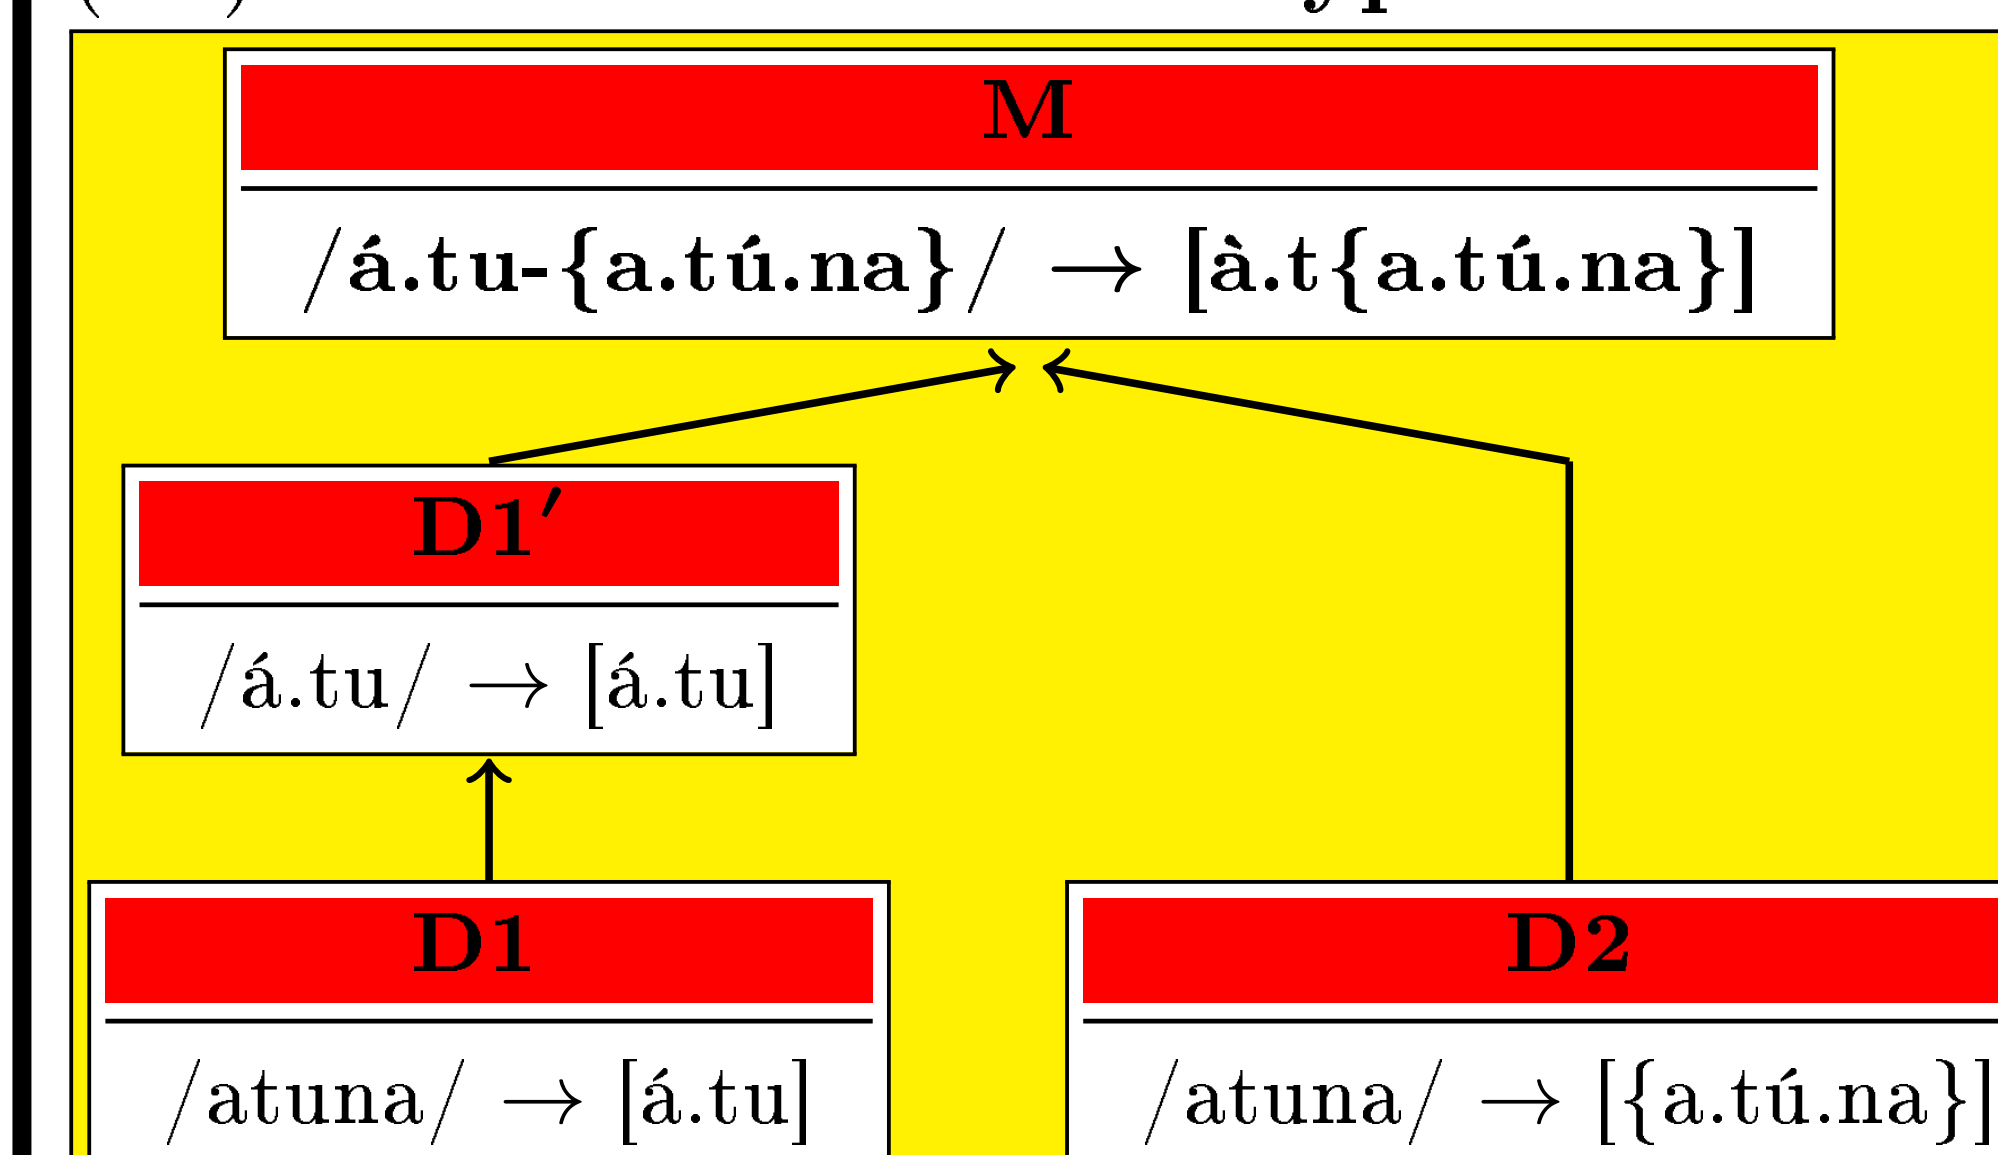 M
/á.tu-{a.tú.na}/ → [à.t{a.tú.na}]
D1′
/á.tu/ → [á.tu]
D1
D2
/atuna/ → [á.tu]
/atuna/ → [{a.tú.na}]